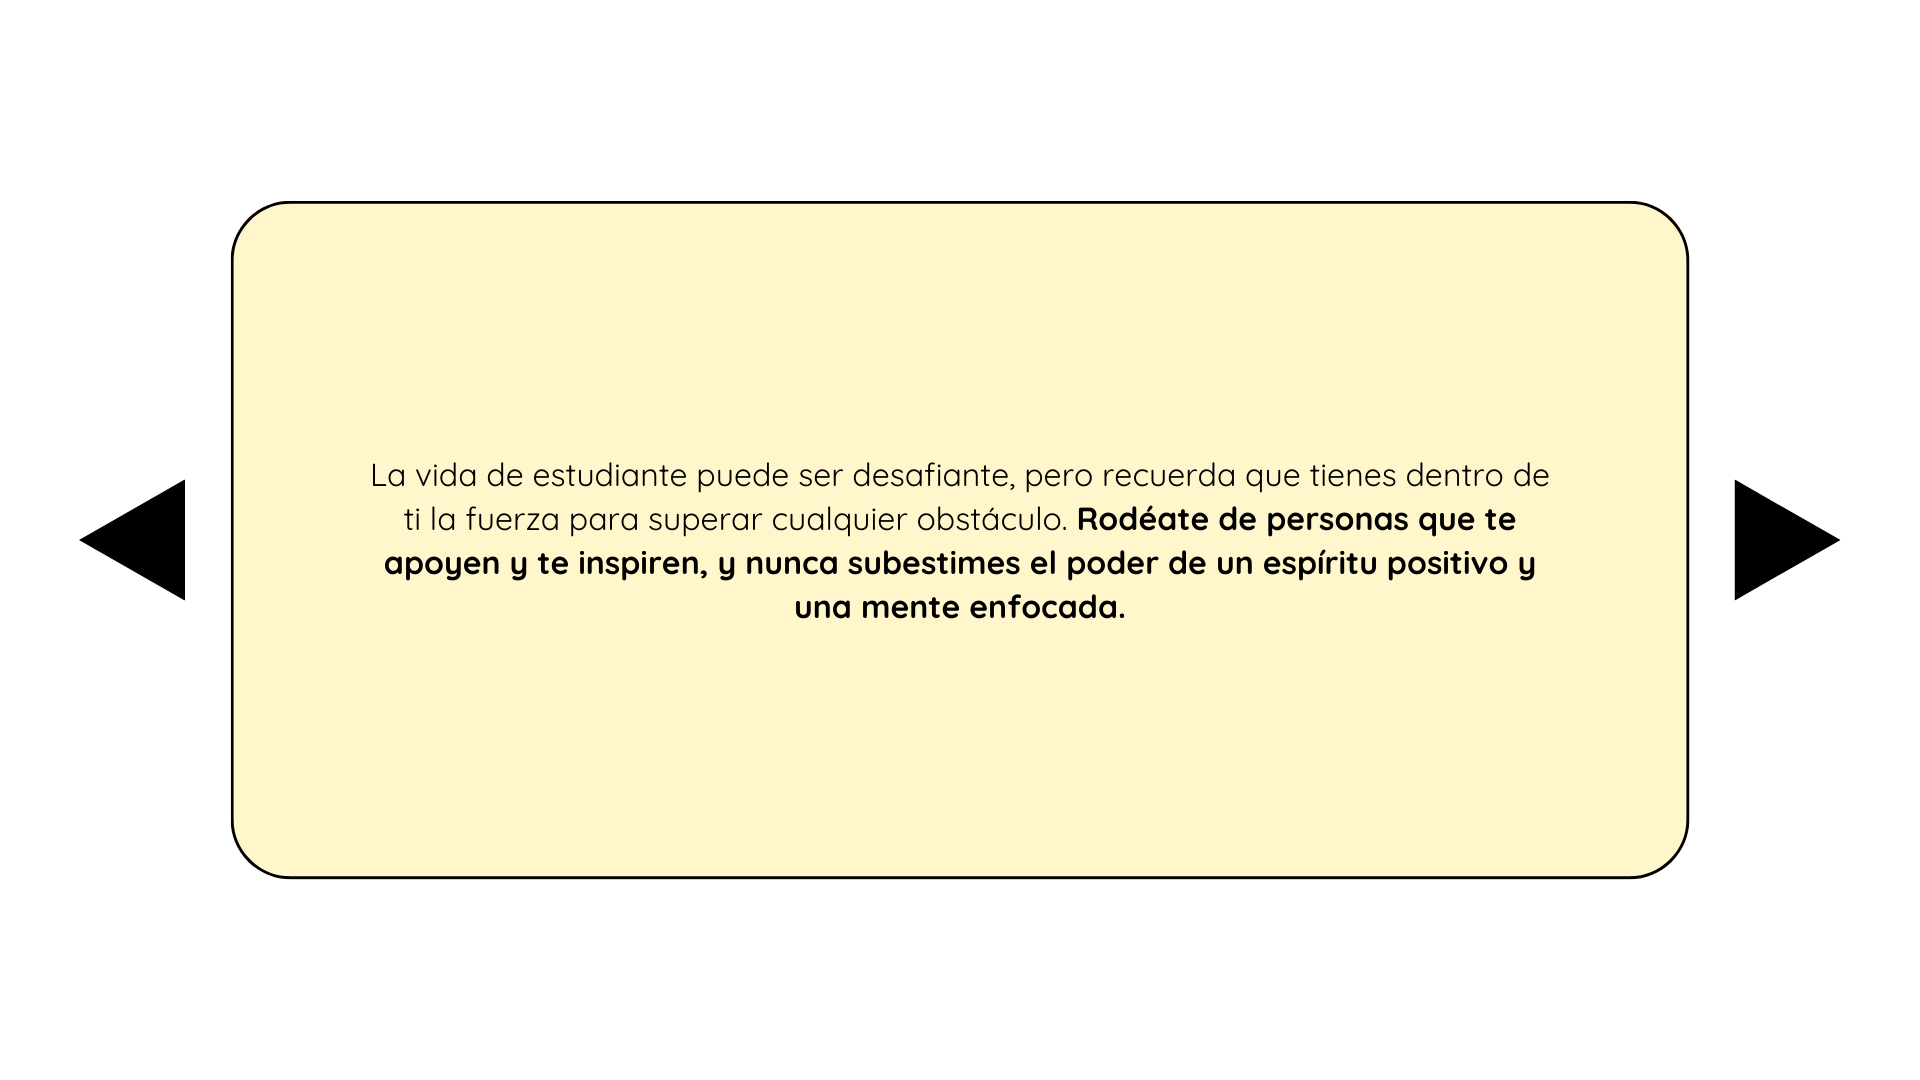 La vida de estudiante puede ser desafiante, pero recuerda que tienes dentro de
ti la fuerza para superar cualquier obstáculo. Rodéate de personas que te
apoyen y te inspiren, y nunca subestimes el poder de un espíritu positivo y
una mente enfocada.